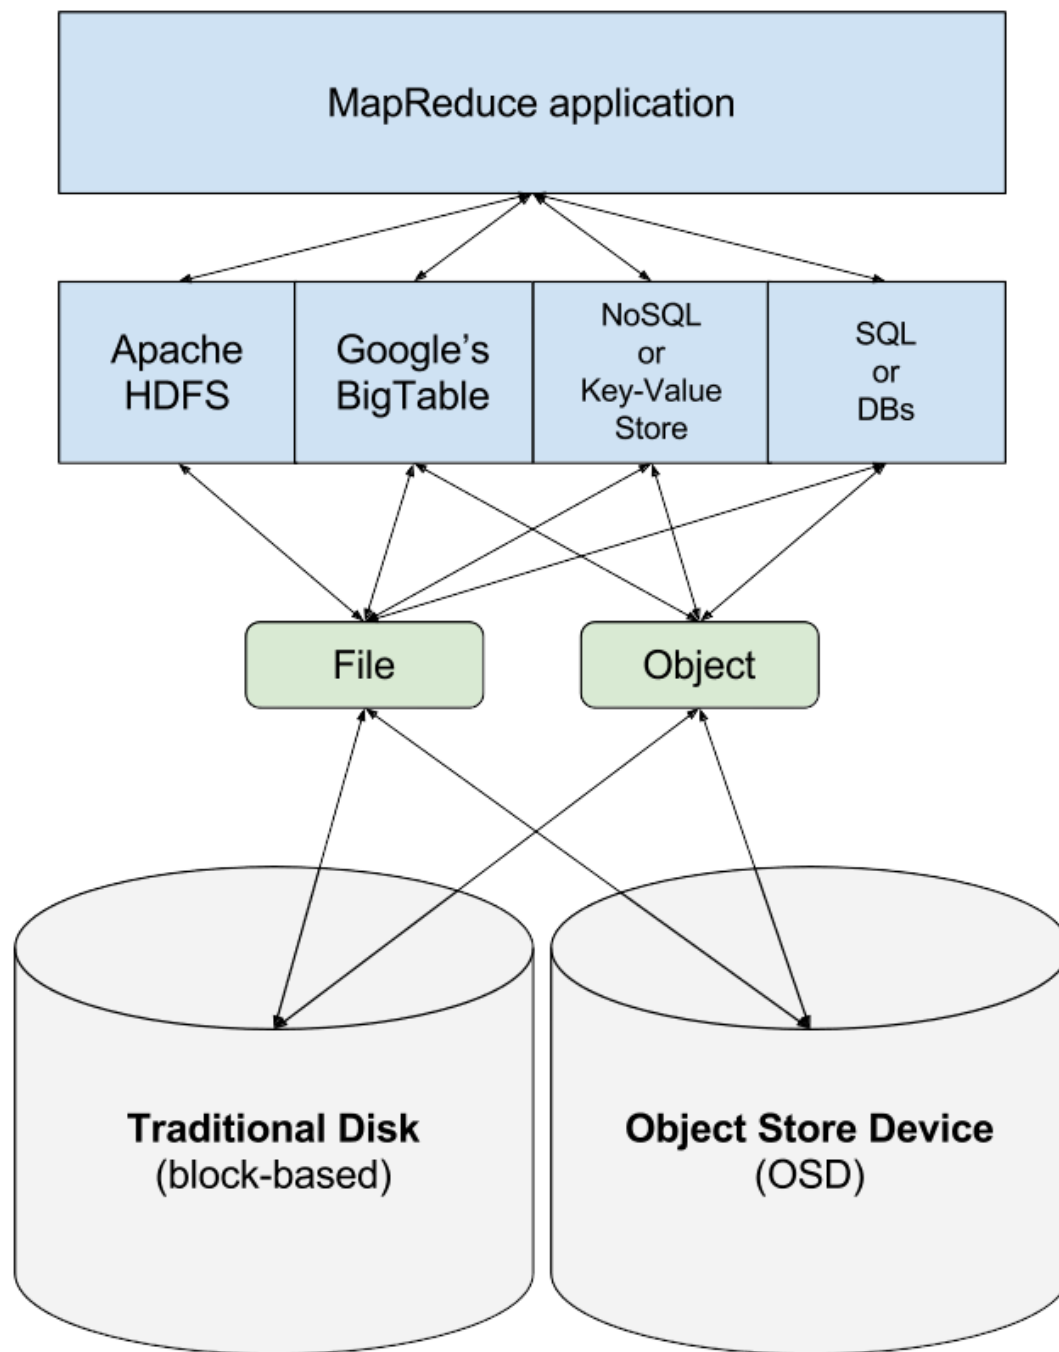 MapReduce application
Apache
HDFS
Google’s
BigTable
NoSQL
or
Key-Value
Store
SQL
or
DBs
File
Object
Traditional Disk
(block-based)
Object Store Device
(OSD)